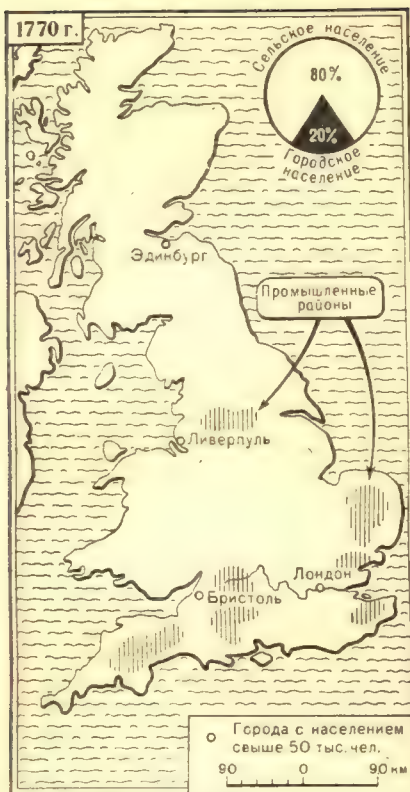 1770 г.
Сельское население
80%
20%
Городское
население
Эдинбург
Промышленные
районы
Ливерпуль
Лондон
Бристоль
Города с населением
свыше 50 тыс. чел.
90 0 90 км